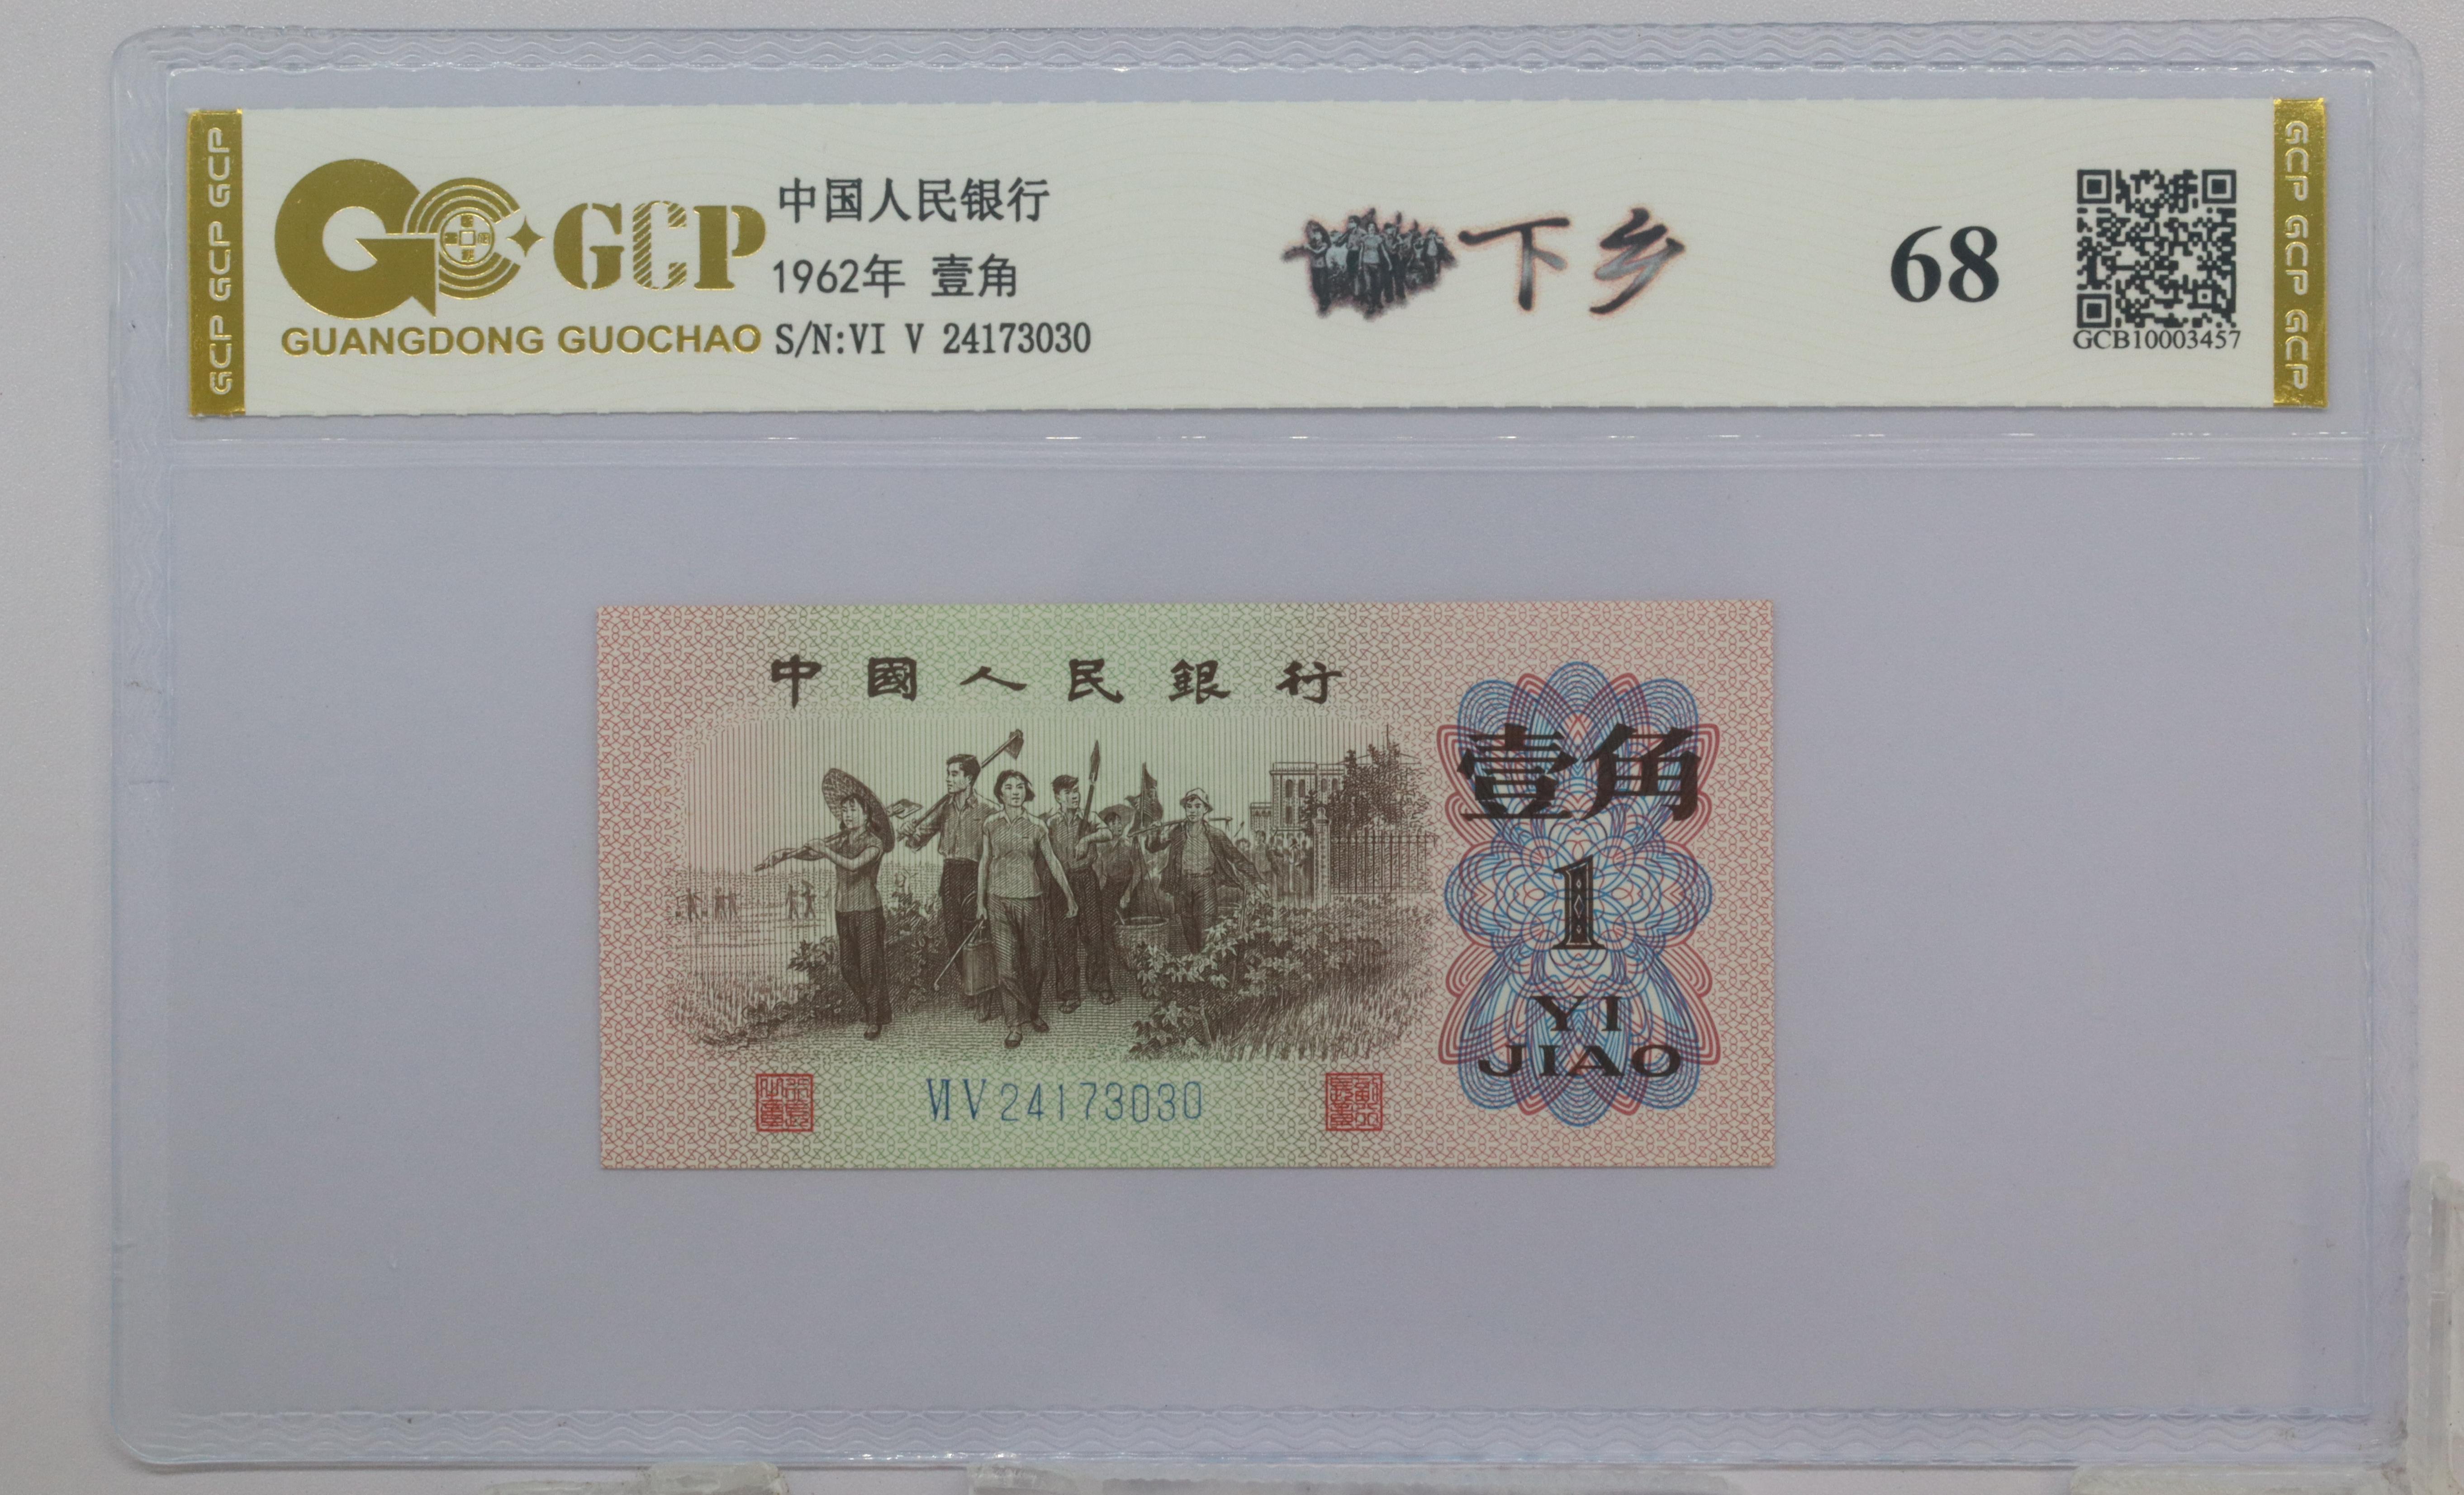 GCP GCP GCP
GCP
GUANGDONG GUOCHAO
中国人民银行
1962年 壹角
S/N:VI V 24173030
下乡
68
GCB10003457
GCP GCP GCP
中國人民銀行
壹角
1
YI
JIAO
VI V 24173030